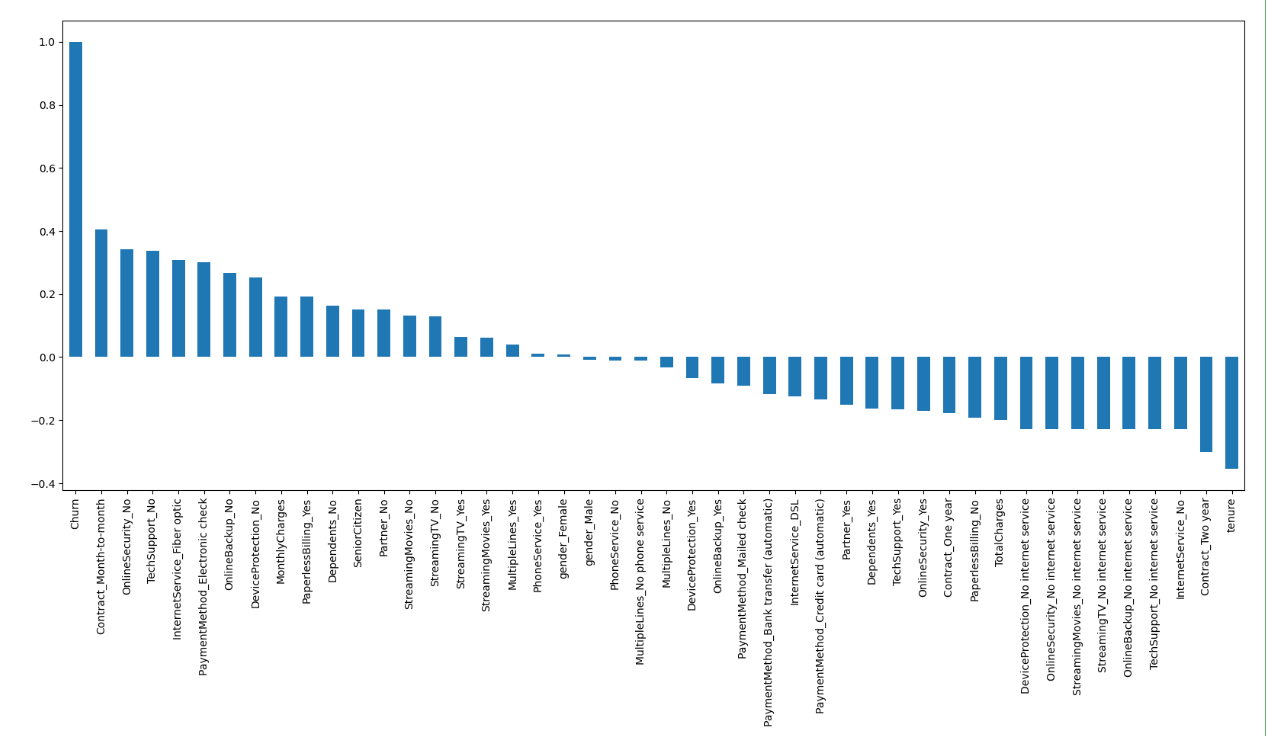 1.0
0.8
0.6
0.4
0.2
0.0
−0.2
−0.4
Churn
Contract_Month-to-month
OnlineSecurity_No
TechSupport_No
InternetService_Fiber optic
PaymentMethod_Electronic check
OnlineBackup_No
DeviceProtection_No
MonthlyCharges
PaperlessBilling_Yes
Dependents_No
SeniorCitizen
Partner_No
StreamingMovies_No
StreamingTV_No
StreamingTV_Yes
StreamingMovies_Yes
MultipleLines_Yes
PhoneService_Yes
gender_Female
gender_Male
PhoneService_No
MultipleLines_No phone service
MultipleLines_No
DeviceProtection_Yes
OnlineBackup_Yes
PaymentMethod_Mailed check
PaymentMethod_Bank transfer (automatic)
InternetService_DSL
PaymentMethod_Credit card (automatic)
Partner_Yes
Dependents_Yes
TechSupport_Yes
OnlineSecurity_Yes
Contract_One year
PaperlessBilling_No
TotalCharges
DeviceProtection_No internet service
OnlineSecurity_No internet service
StreamingMovies_No internet service
StreamingTV_No internet service
OnlineBackup_No internet service
TechSupport_No internet service
InternetService_No
Contract_Two year
tenure